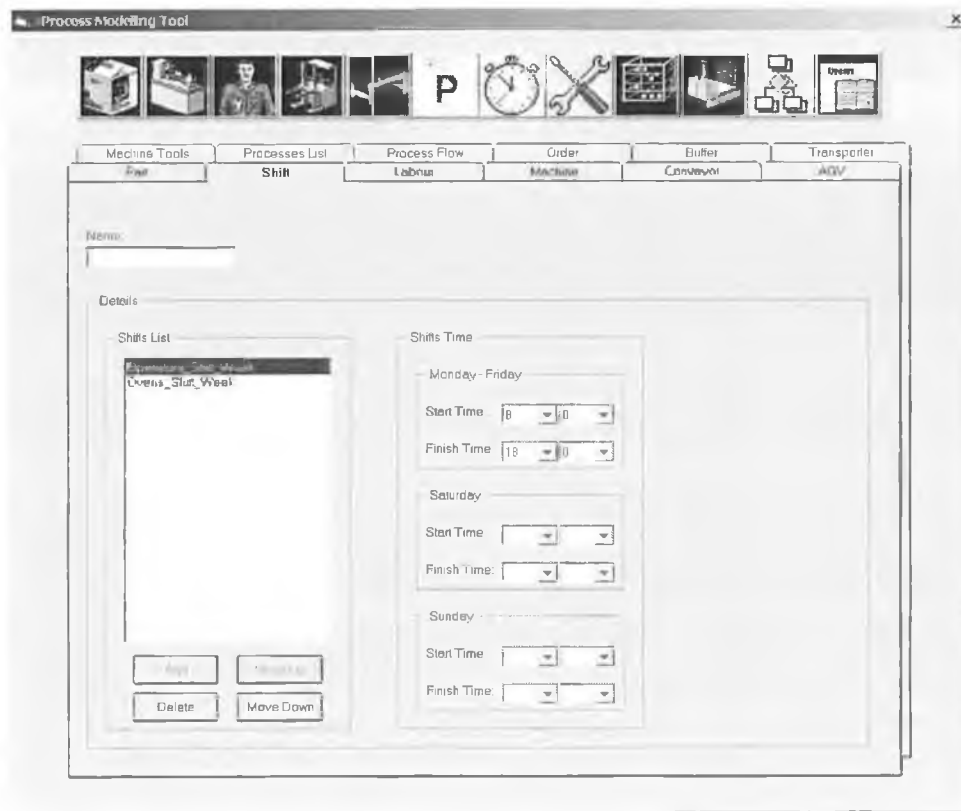 Process Modelling Tool
P
Machine Tools Processes List Process Flow Order Buffer Transporter
Part Shift Labour Machine Conveyor AGV
Name:
Details
Shifts List
Shifts Time
Ovens_Shift_Week
Monday - Friday
Start Time 8 0
Finish Time 18 0
Saturday
Start Time
Finish Time:
Sunday
Start Time
Finish Time:
Add
Delete Move Down